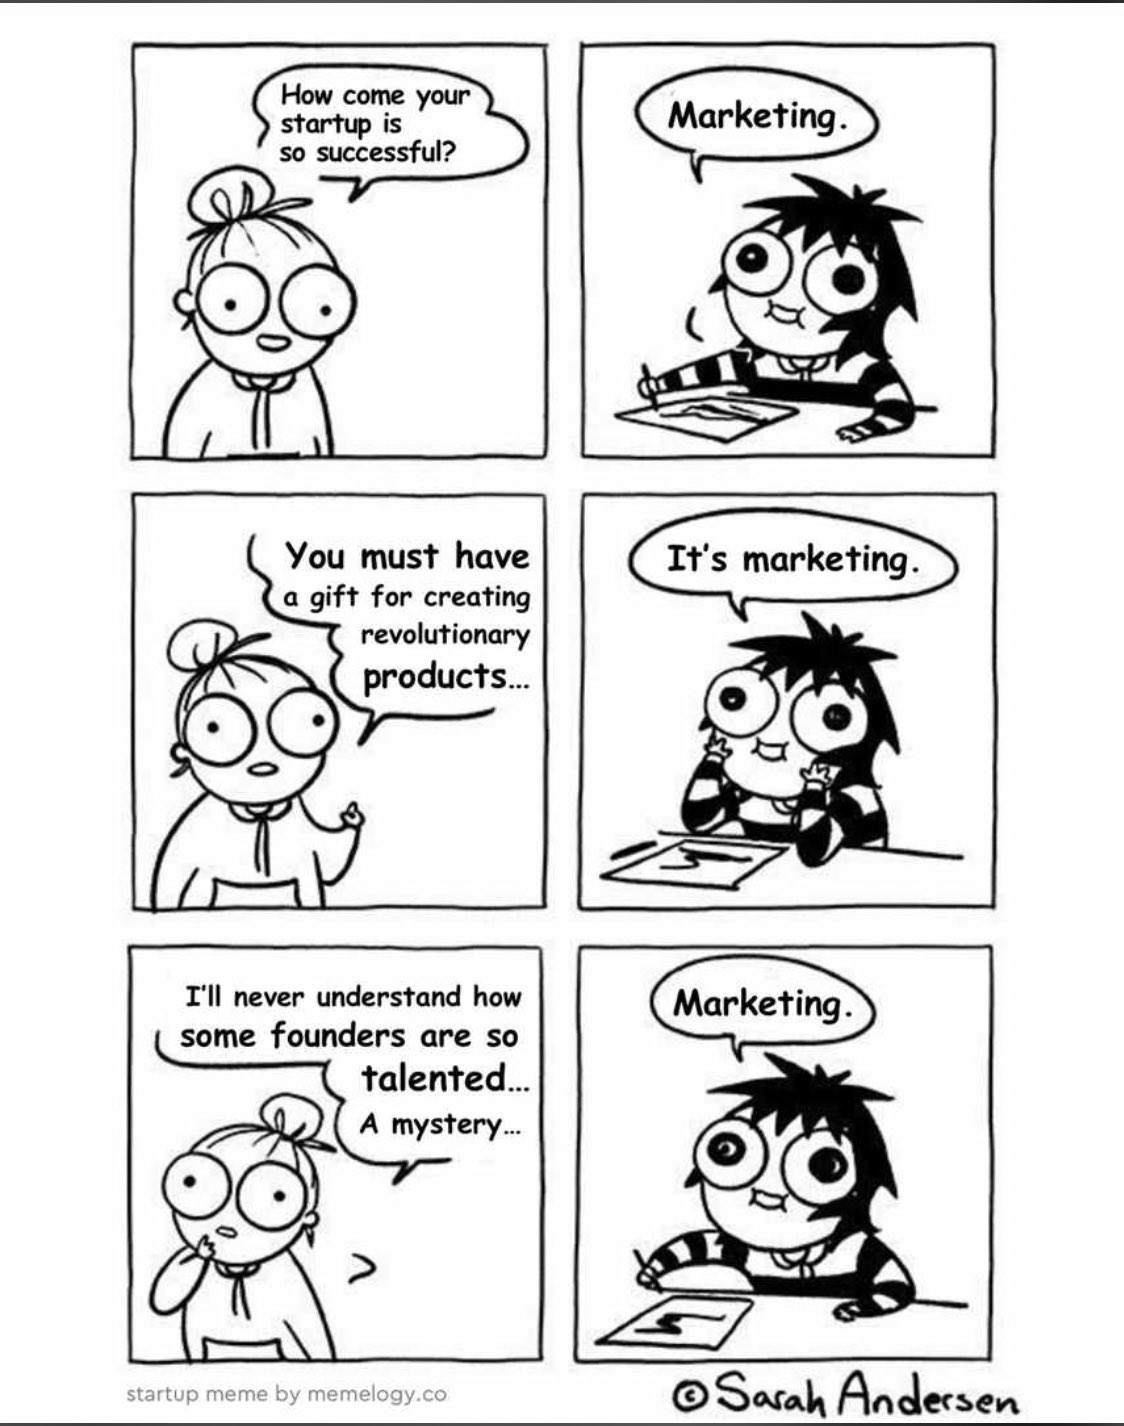 How come your
startup is
so successful?
Marketing.
You must have
a gift for creating
revolutionary
products...
It's marketing.
I'll never understand how
some founders are so
talented...
A mystery...
Marketing.
startup meme by memelogy.co
© Sarah Andersen